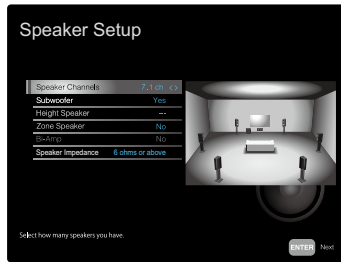 Speaker Setup
Speaker Channels 7.1 ch < >
Subwoofer Yes
Height Speaker ---
Zone Speaker No
Bi-Amp No
Speaker Impedance 6 ohms or above
Select how many speakers you have.
ENTER Next